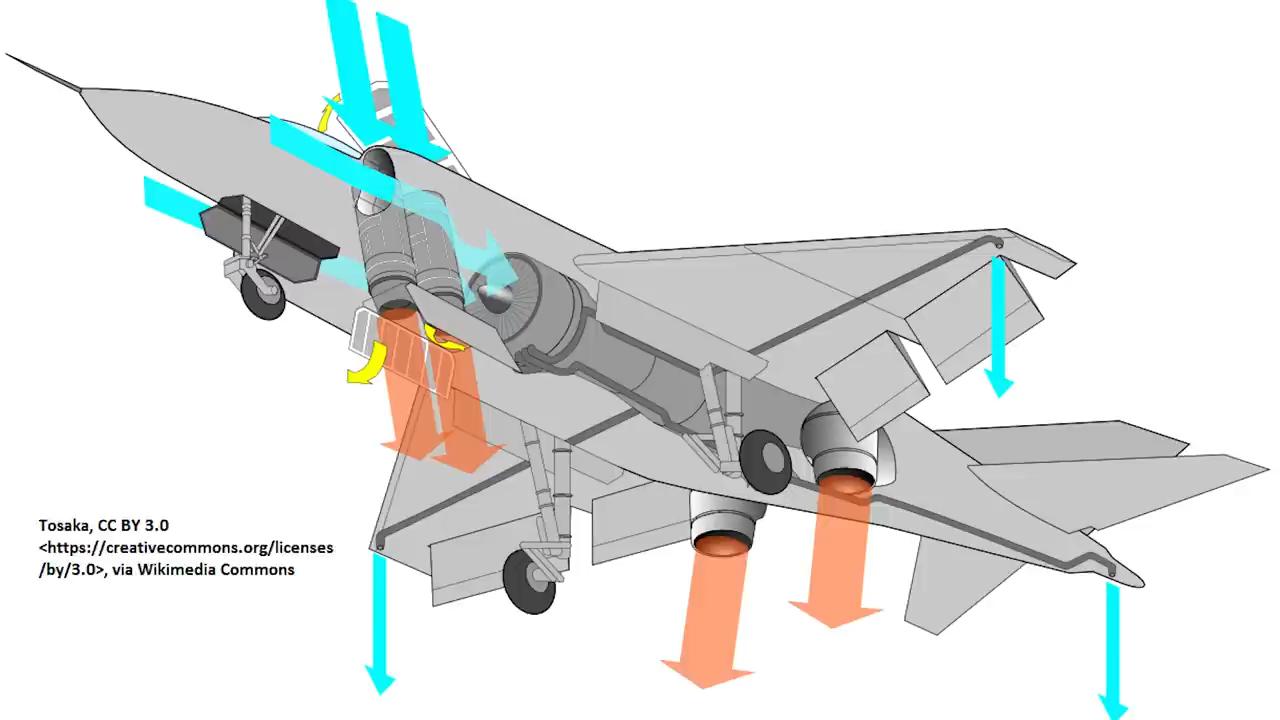 Tosaka, CC BY 3.0
<https://creativecommons.org/licenses
/by/3.0>, via Wikimedia Commons